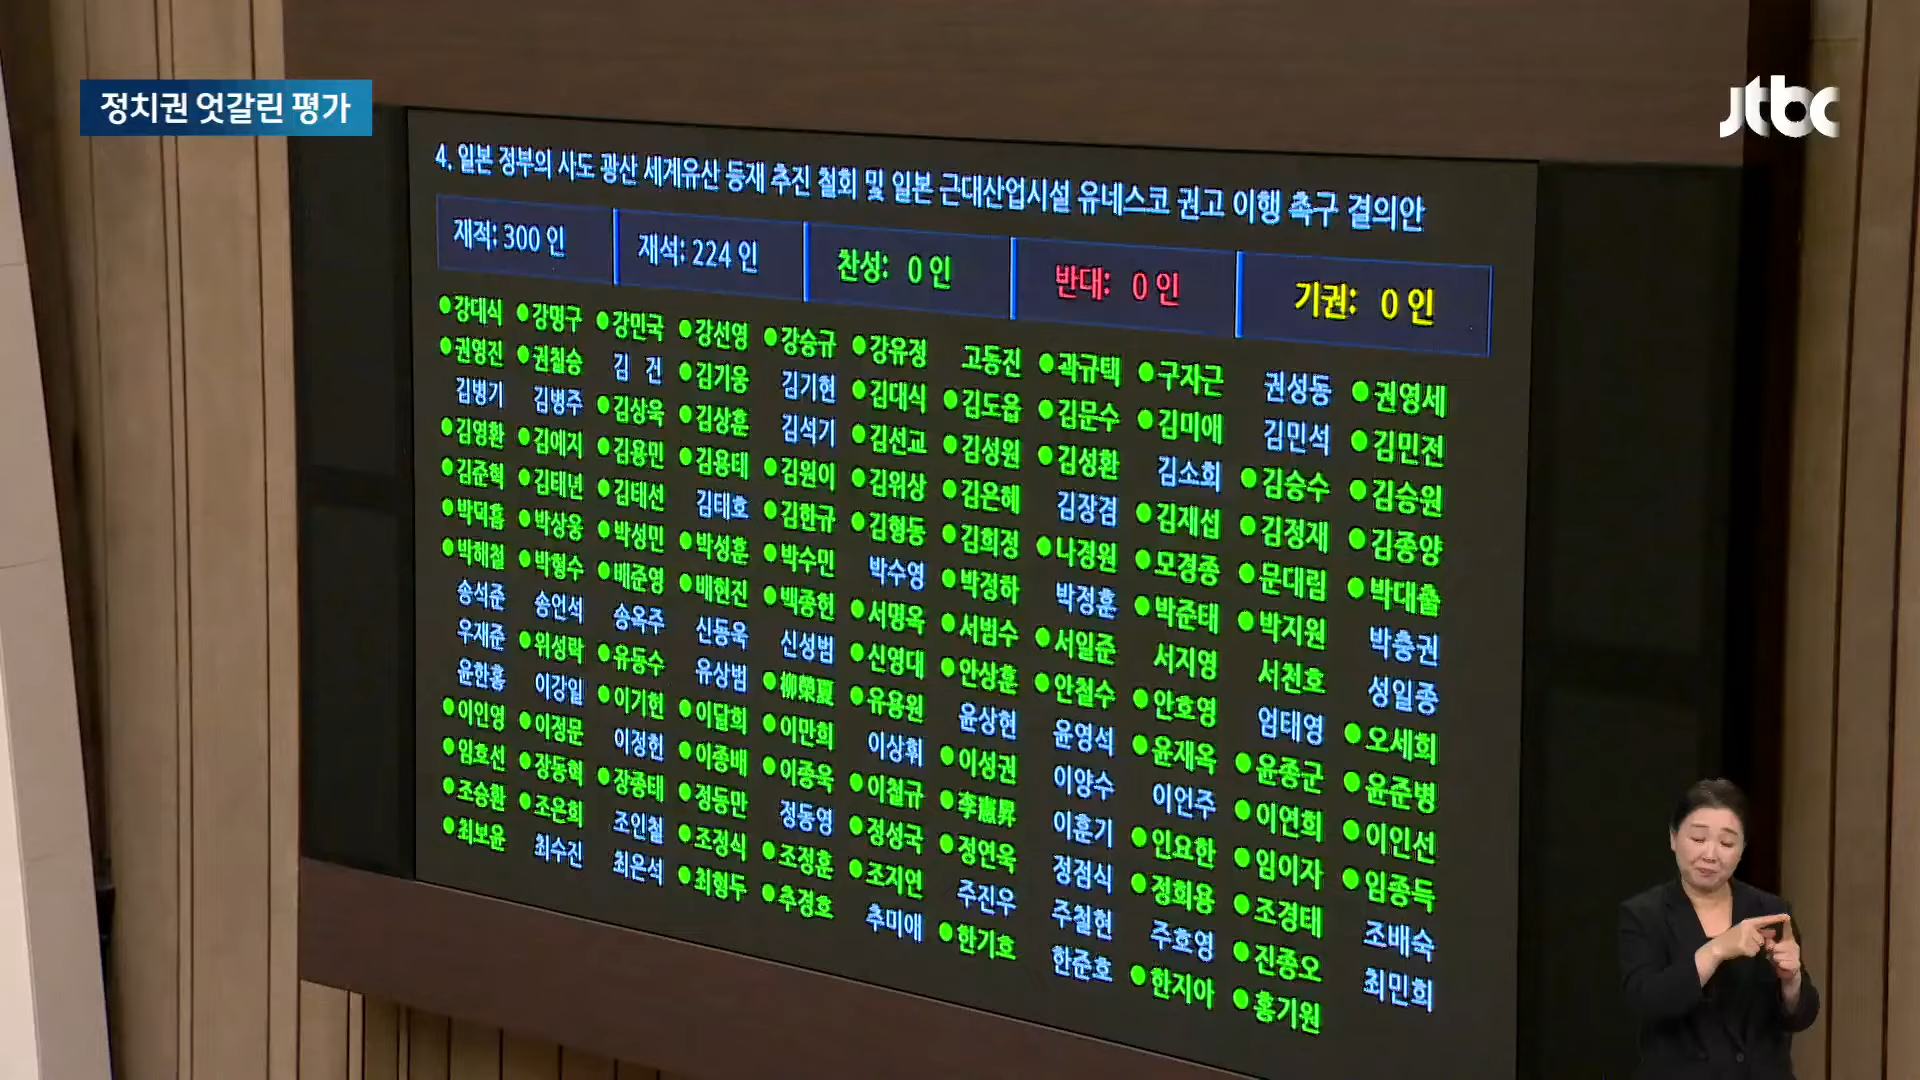 정치권 엇갈린 평가
jtbc
4. 일본 정부의 사도 광산 세계유산 등재 추진 철회 및 일본 근대산업시설 유네스코 권고 이행 촉구 결의안
재적: 300 인 재석: 224 인 찬성: 0 인 반대: 0 인 기권: 0 인
강대식 강명구 강민국 강선영 강승규 강유정 고동진 곽규택 구자근 권성동 권영세
권영진 권칠승 김 건 김기웅 김기현 김대식 김도읍 김문수 김미애 김민석 김민전
김병기 김병주 김상욱 김상훈 김석기 김선교 김성원 김성환 김소희 김승수 김승원
김영환 김예지 김용민 김용태 김원이 김위상 김은혜 김장겸 김재섭 김정재 김종양
김준혁 김태년 김태선 김태호 김한규 김형동 김희정 나경원 모경종 문대림 박대출
박덕흠 박상웅 박성민 박성훈 박수민 박수영 박정하 박정훈 박준태 박지원 박충권
박해철 박형수 배준영 배현진 백종헌 서명옥 서범수 서일준 서지영 서천호 성일종
송석준 송언석 송옥주 신동욱 신성범 신영대 안상훈 안철수 안호영 엄태영 오세희
우재준 위성락 유동수 유상범 柳榮夏 유용원 윤상현 윤영석 윤재옥 윤종군 윤준병
윤한홍 이강일 이기헌 이달희 이만희 이상휘 이성권 이양수 이언주 이연희 이인선
이인영 이정문 이정헌 이종배 이종욱 이철규 李憲昇 이훈기 인요한 임이자 임종득
임호선 장동혁 장종태 정동만 정동영 정성국 정연욱 정점식 정희용 조경태 조배숙
조승환 조은희 조인철 조정식 조정훈 조지연 주진우 주철현 주호영 진종오 최민희
최보윤 최수진 최은석 최형두 추경호 추미애 한기호 한준호 한지아 홍기원